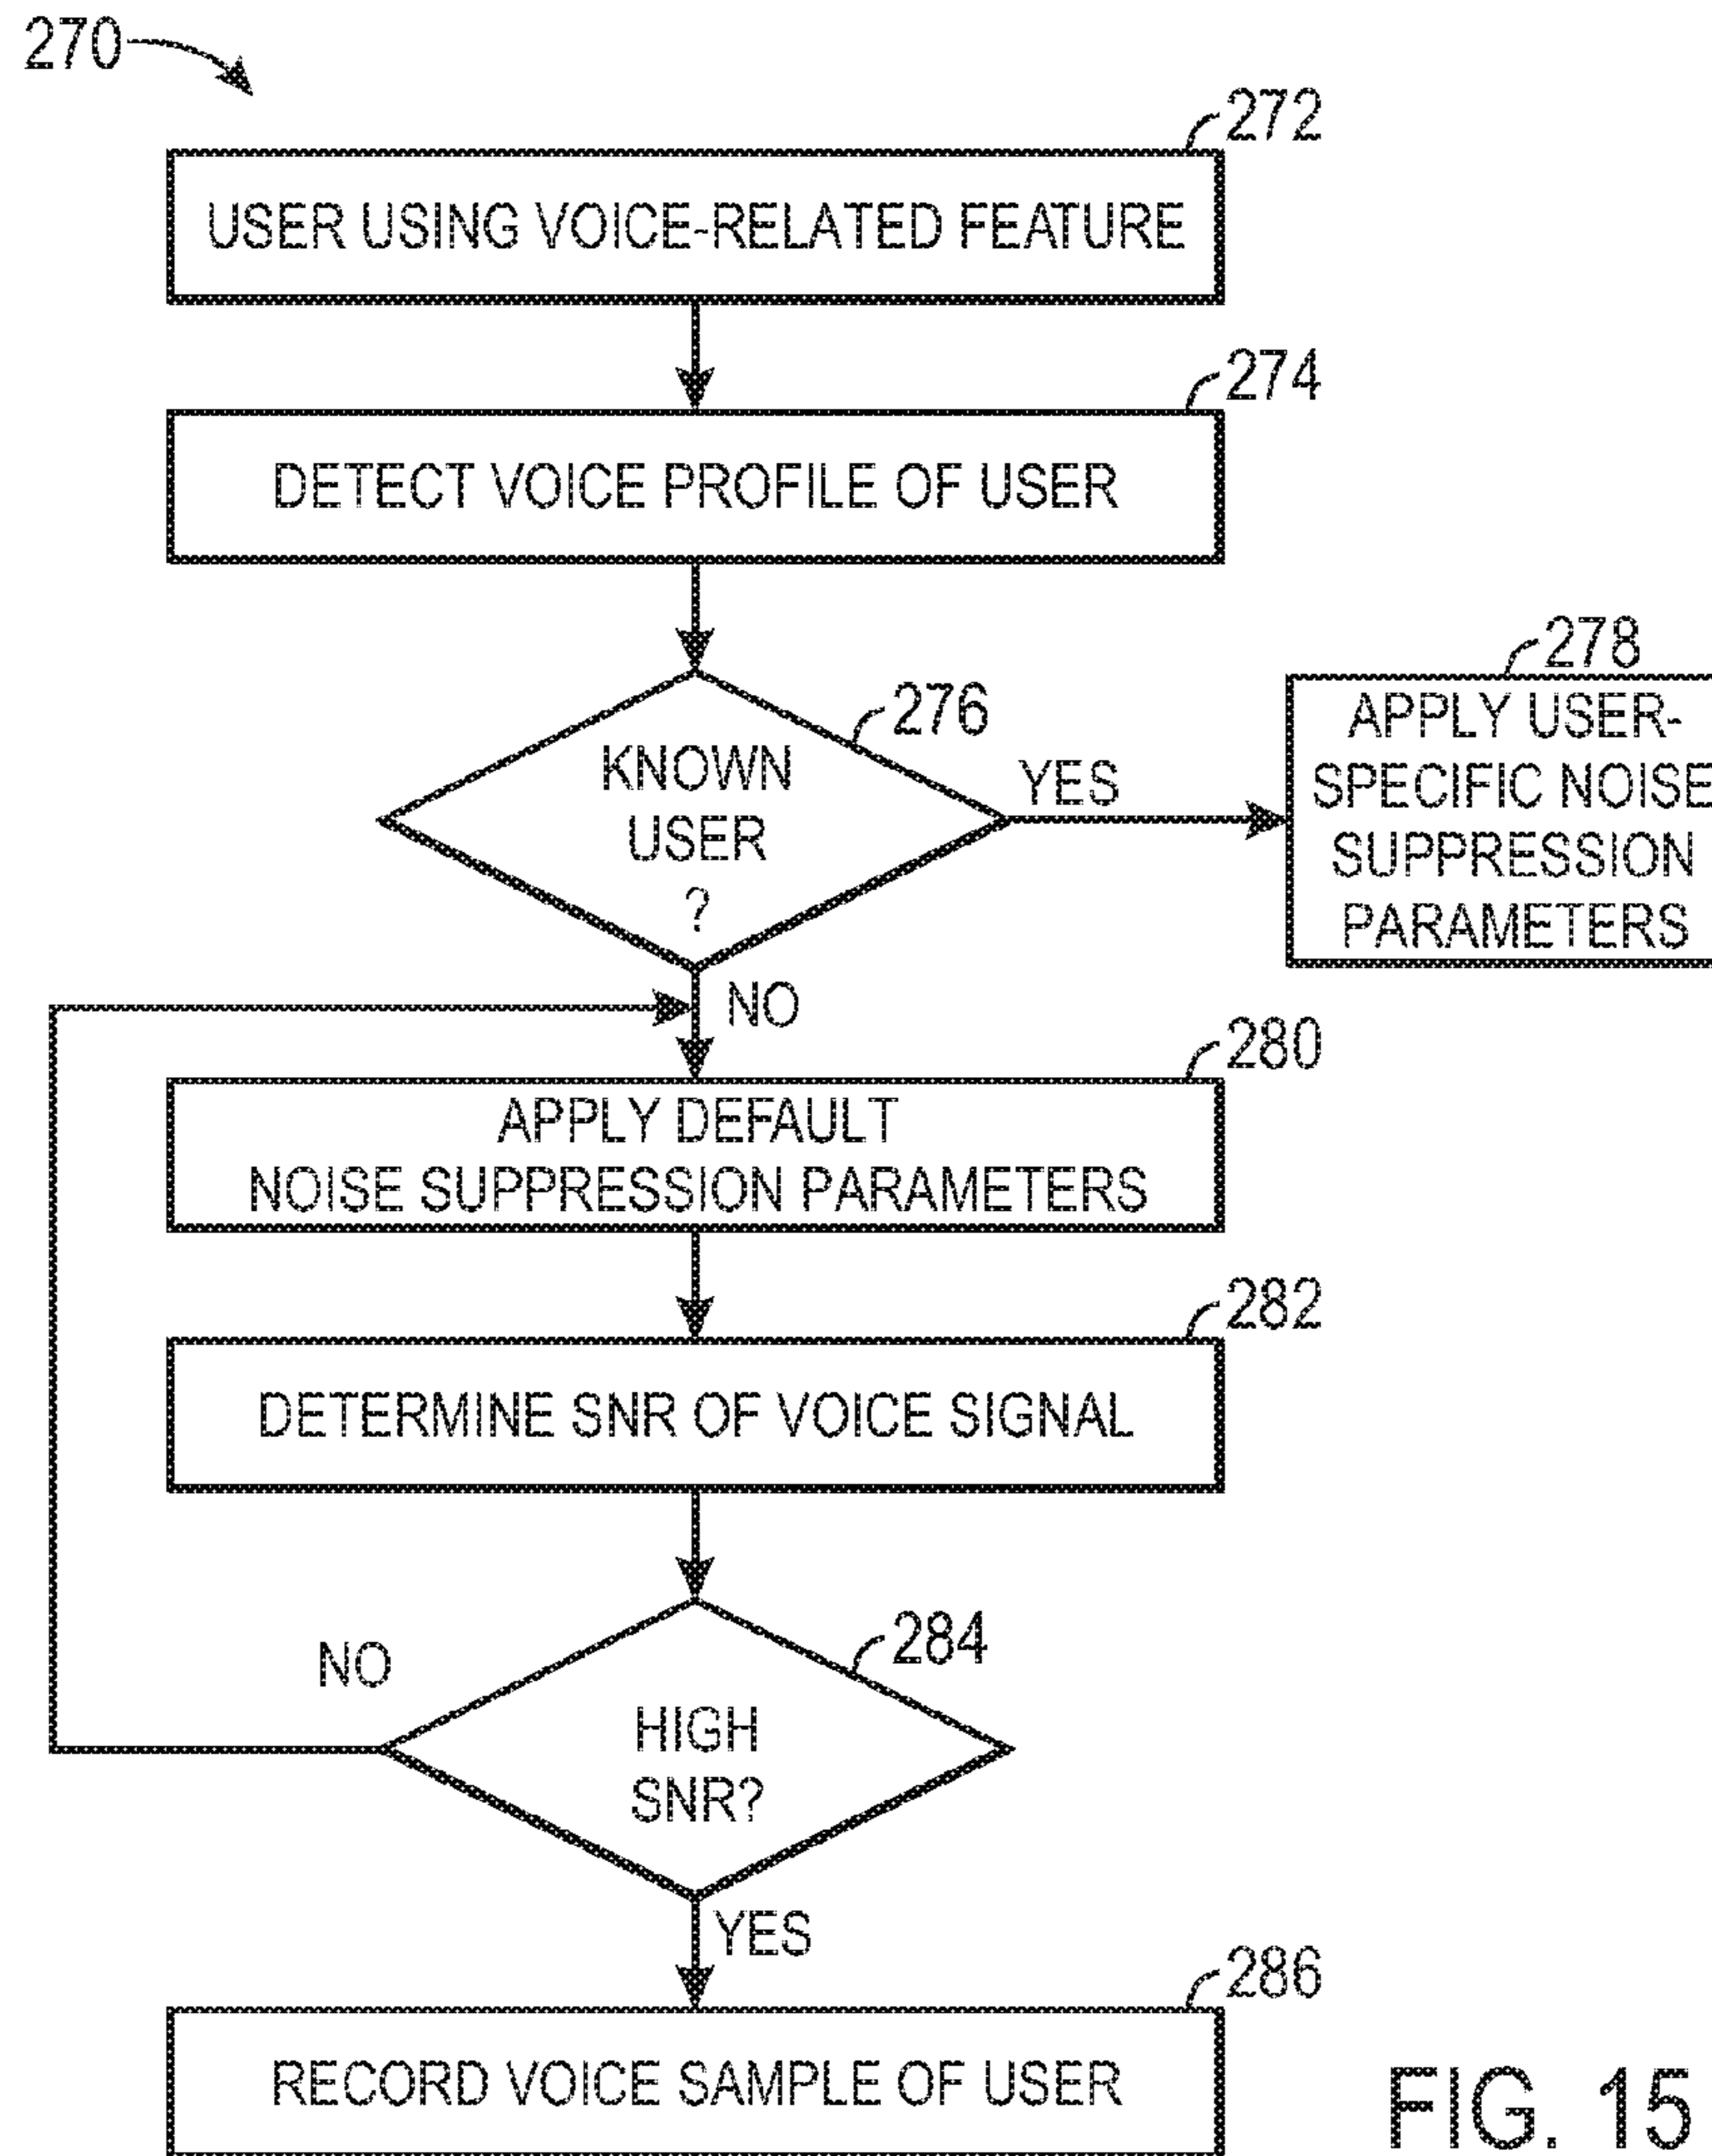 270
272
USER USING VOICE-RELATED FEATURE
274
DETECT VOICE PROFILE OF USER
276
KNOWN
USER
?
YES
278
APPLY USER-
SPECIFIC NOISE
SUPPRESSION
PARAMETERS
NO
280
APPLY DEFAULT
NOISE SUPPRESSION PARAMETERS
282
DETERMINE SNR OF VOICE SIGNAL
284
HIGH
SNR?
NO
YES
286
RECORD VOICE SAMPLE OF USER
FIG. 15